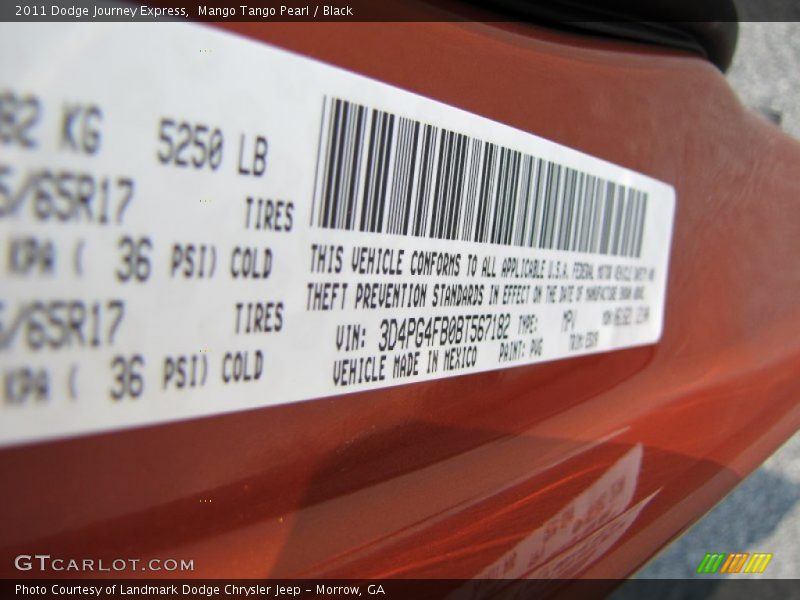 2011 Dodge Journey Express, Mango Tango Pearl / Black
82 KG 5250 LB
/65R17 TIRES
KPA ( 36 PSI) COLD
/65R17 TIRES
KPA ( 36 PSI) COLD
THIS VEHICLE CONFORMS TO ALL APPLICABLE U.S.A. FEDERAL MOTOR VEHICLE SAFETY AND
THEFT PREVENTION STANDARDS IN EFFECT ON THE DATE OF MANUFACTURE SHOWN ABOVE.
VIN: 3D4PG4FB0BT567182 TYPE: MPV
VEHICLE MADE IN MEXICO PAINT: PVG TRIM:
GTCARLOT.COM
Photo Courtesy of Landmark Dodge Chrysler Jeep – Morrow, GA